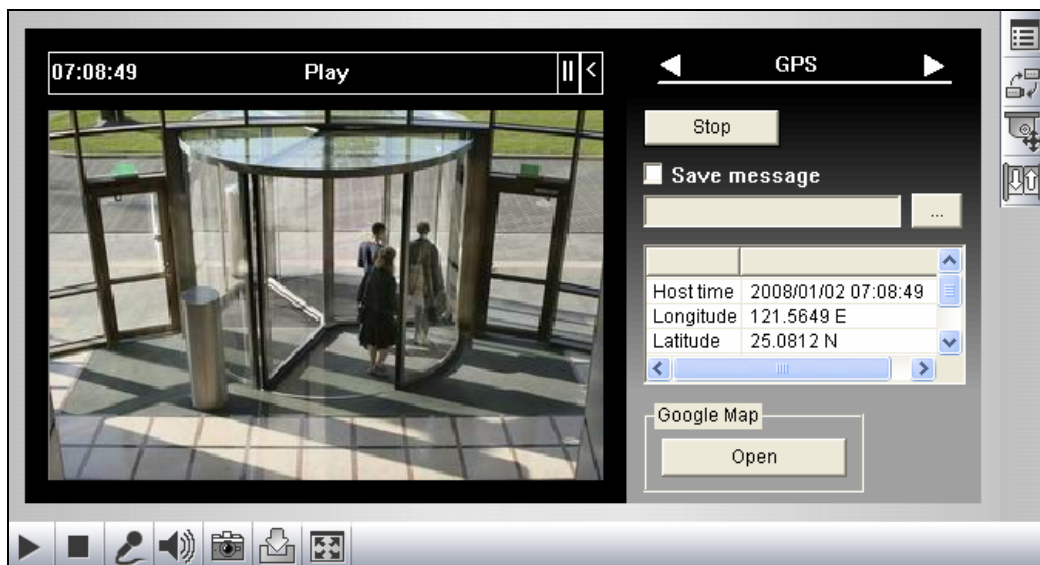 07:08:49 Play
GPS
Stop
Save message
...
Host time 2008/01/02 07:08:49
Longitude 121.5649 E
Latitude 25.0812 N
Google Map
Open